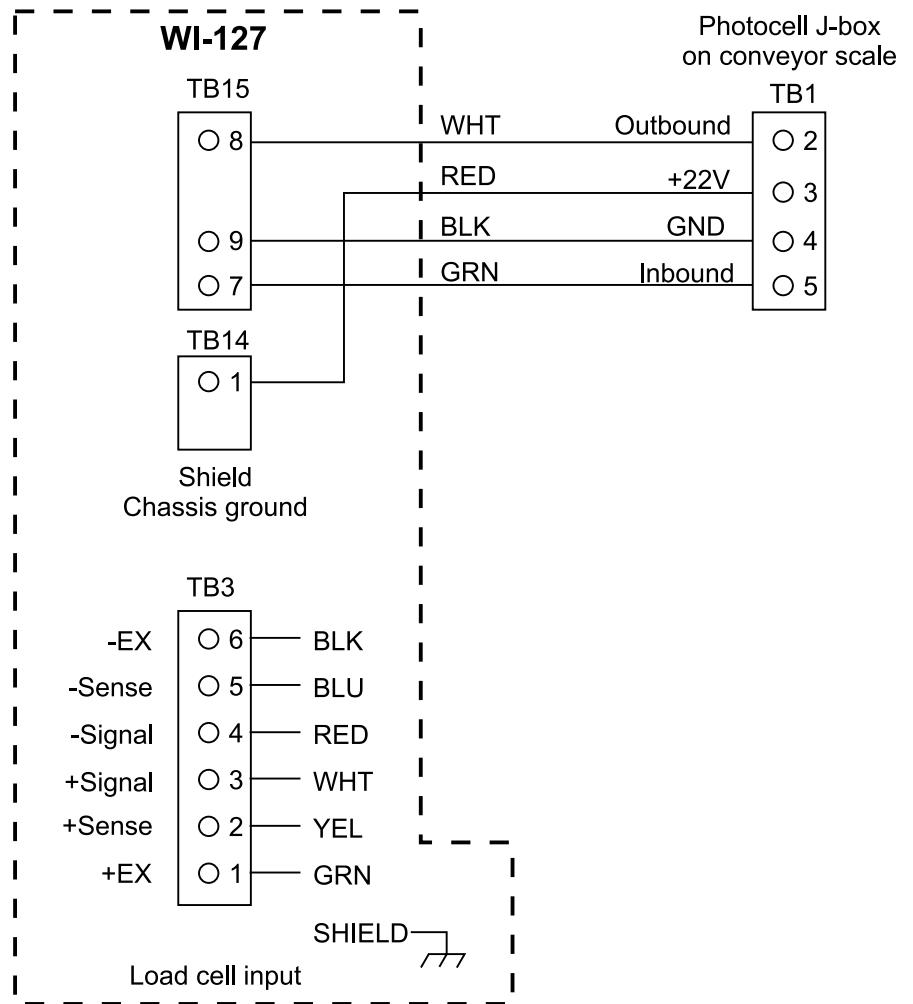 WI-127
Photocell J-box
on conveyor scale
TB15
TB1
8 WHT Outbound 2
RED +22V 3
9 BLK GND 4
7 GRN Inbound 5
TB14
1
Shield
Chassis ground
TB3
-EX 6 BLK
-Sense 5 BLU
-Signal 4 RED
+Signal 3 WHT
+Sense 2 YEL
+EX 1 GRN
SHIELD
Load cell input